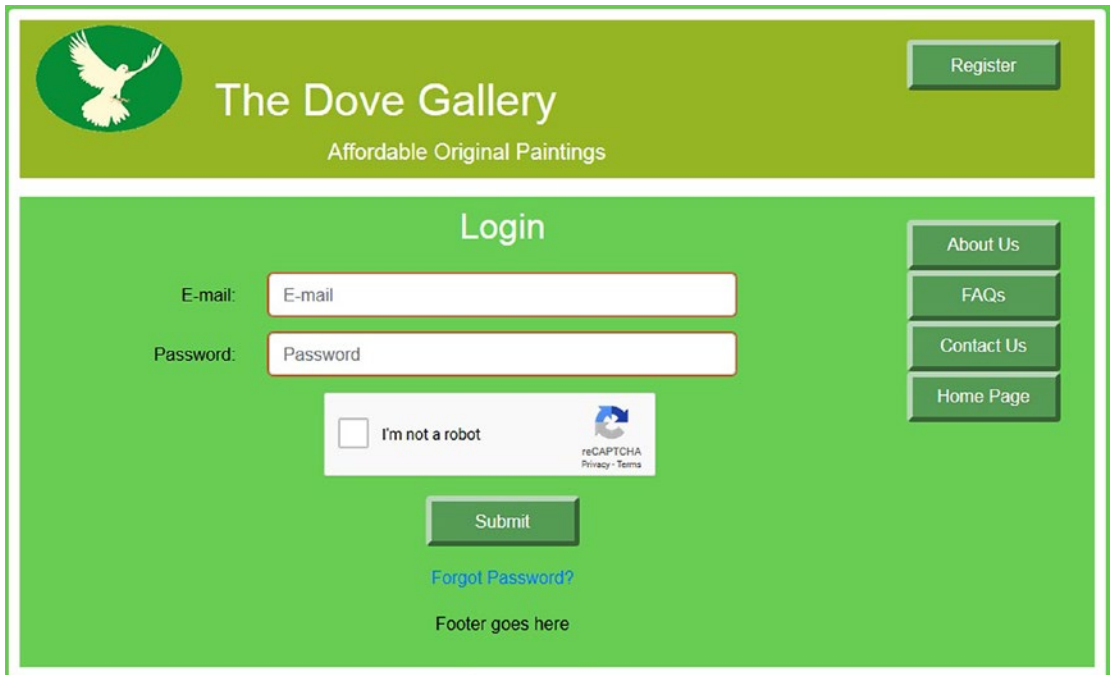 Register
The Dove Gallery
Affordable Original Paintings
Login
About Us
E-mail: E-mail
FAQs
Password: Password
Contact Us
Home Page
I'm not a robot
reCAPTCHA
Privacy - Terms
Submit
Forgot Password?
Footer goes here